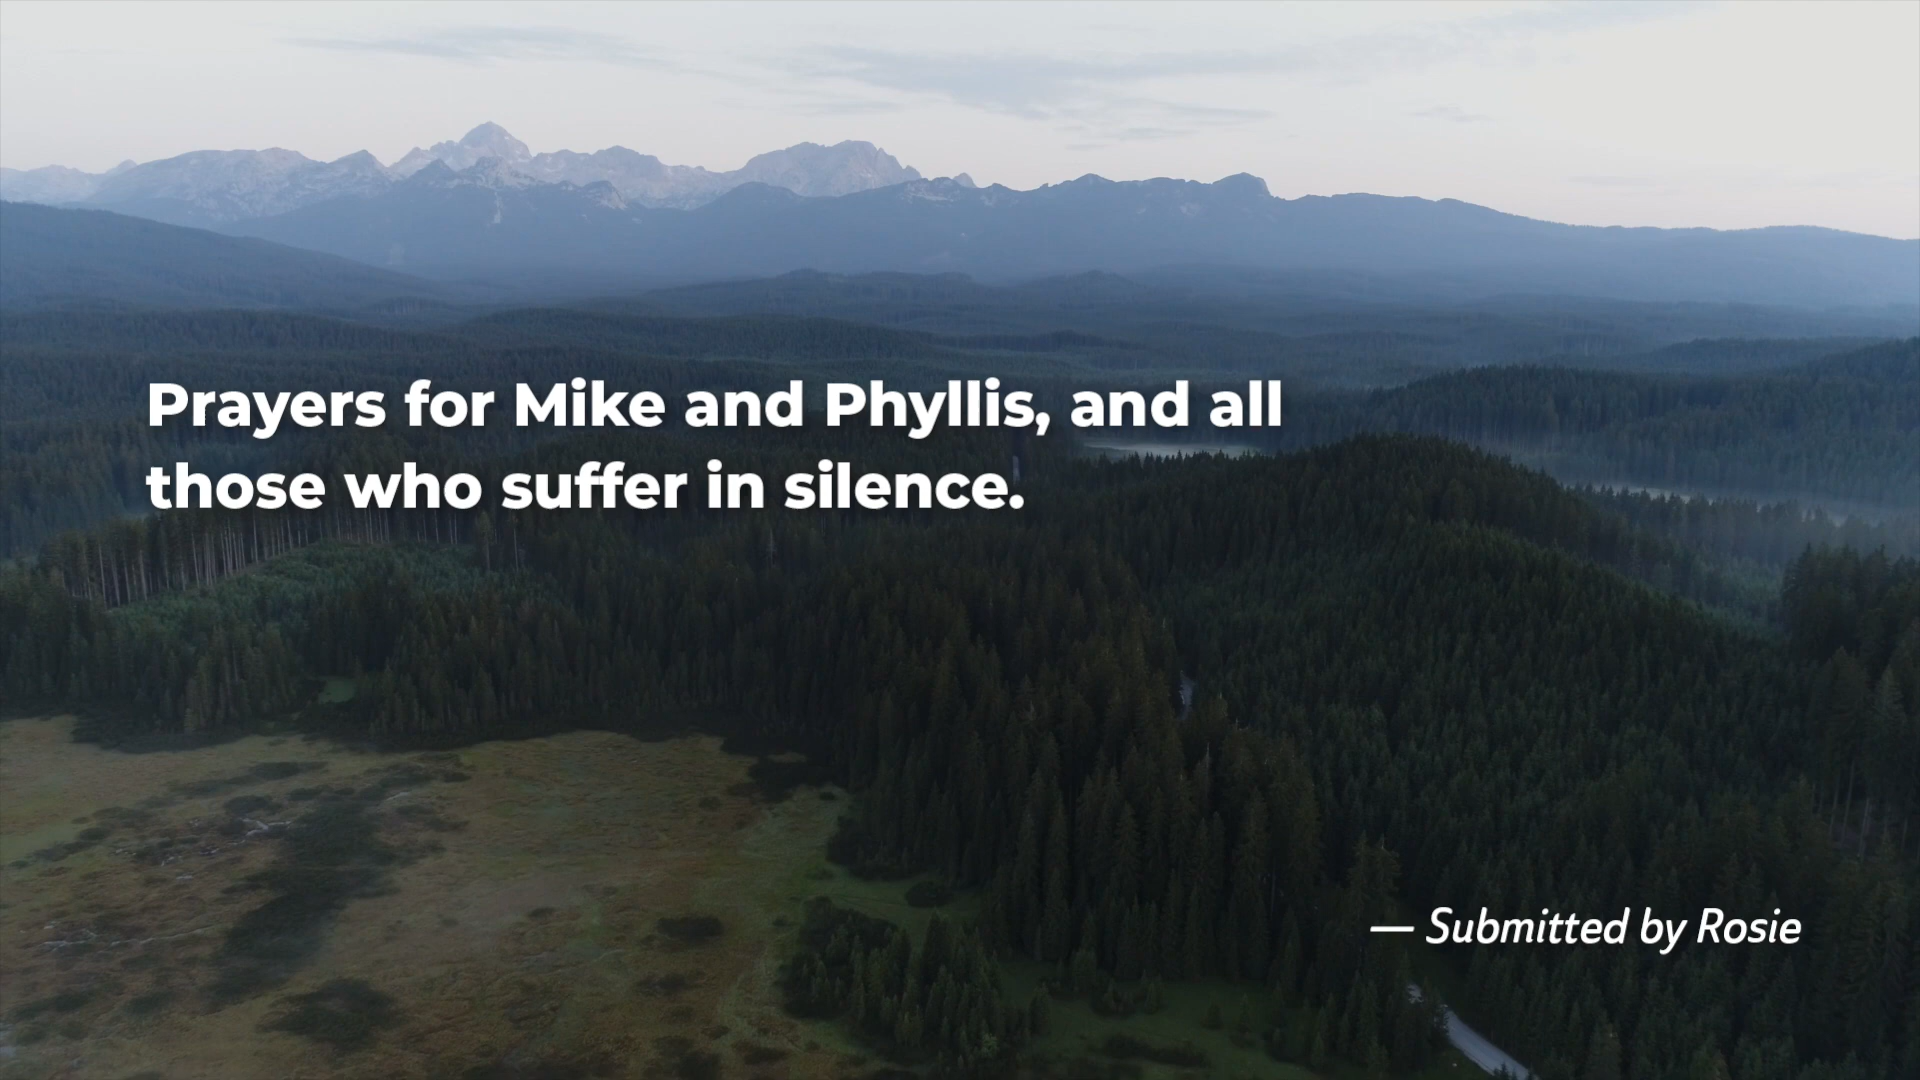 Prayers for Mike and Phyllis, and all
those who suffer in silence.
— Submitted by Rosie